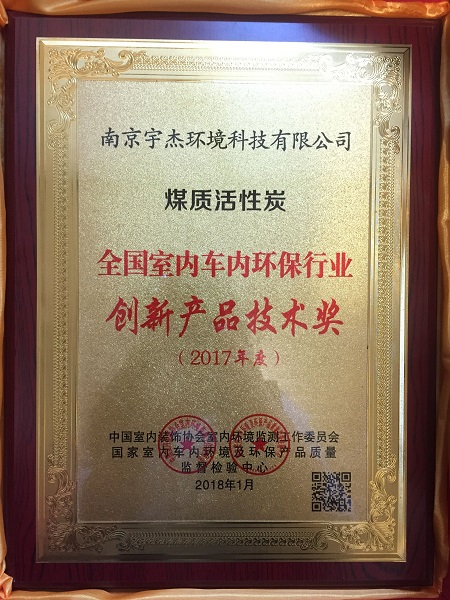 南京宇杰环境科技有限公司
煤质活性炭
全国室内车内环保行业
创新产品技术奖
（2017年度）
中国室内装饰协会室内环境监测工作委员会
国家室内车内环境及环保产品质量
监督检验中心
2018年1月